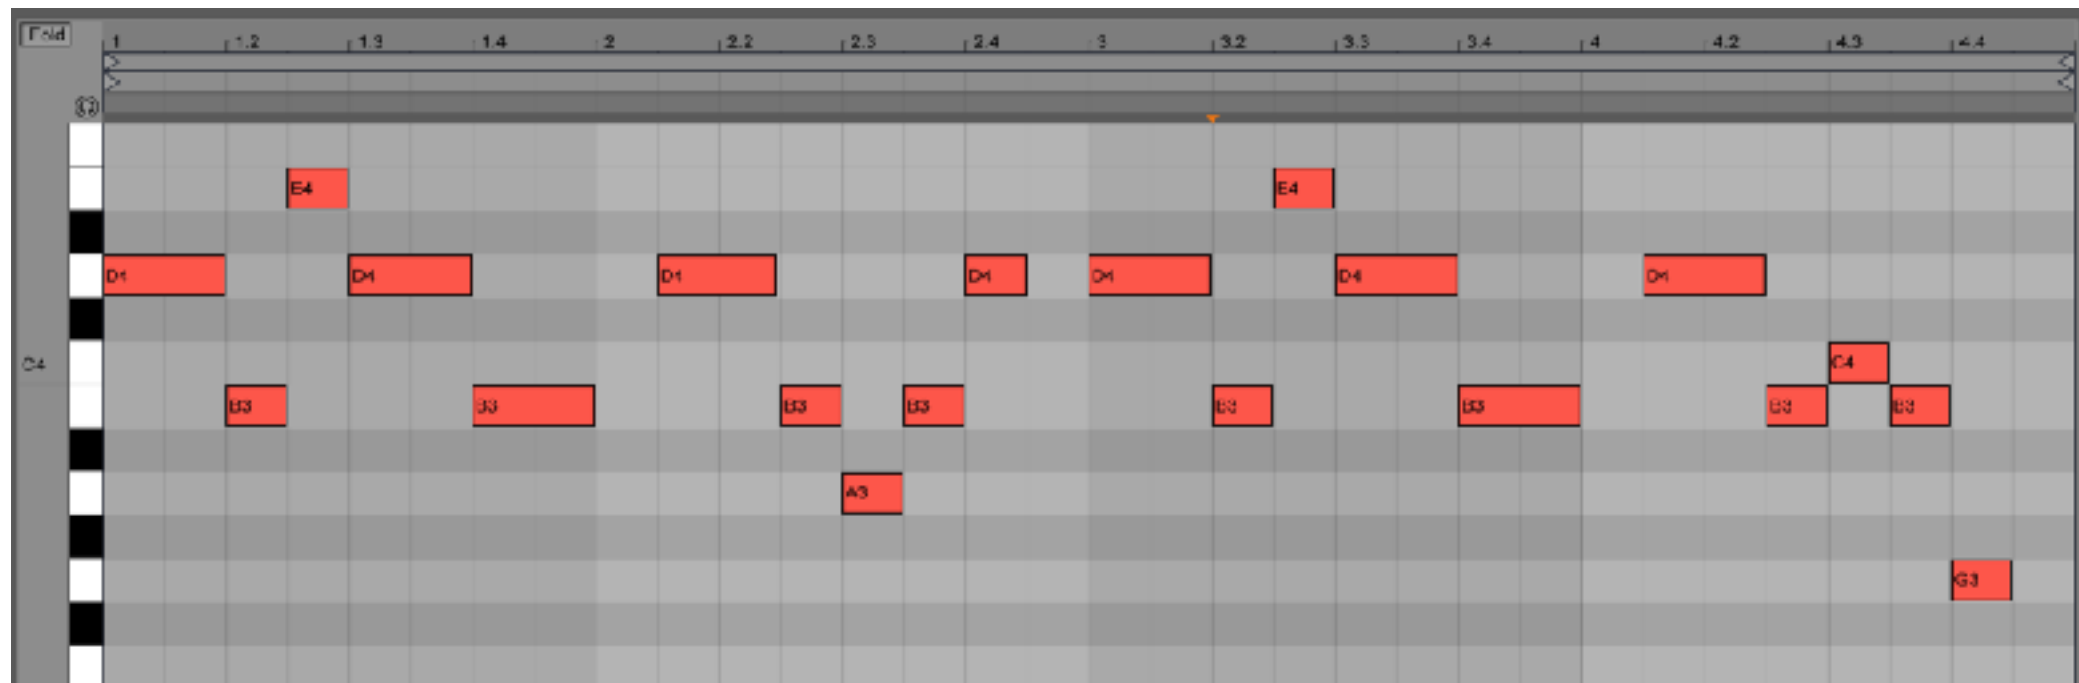 Fold
1 1.2 1.3 1.4 2 2.2 2.3 2.4 3 3.2 3.3 3.4 4 4.2 4.3 4.4
E4 E4
D4 D4 D4 D4 D4 D4 D4
C4 C4
B3 B3 B3 B3 B3 B3 B3 B3
A3
G3